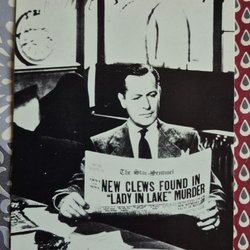 The Star-Sentinel
NEW CLEWS FOUND IN
"LADY IN LAKE" MURDER